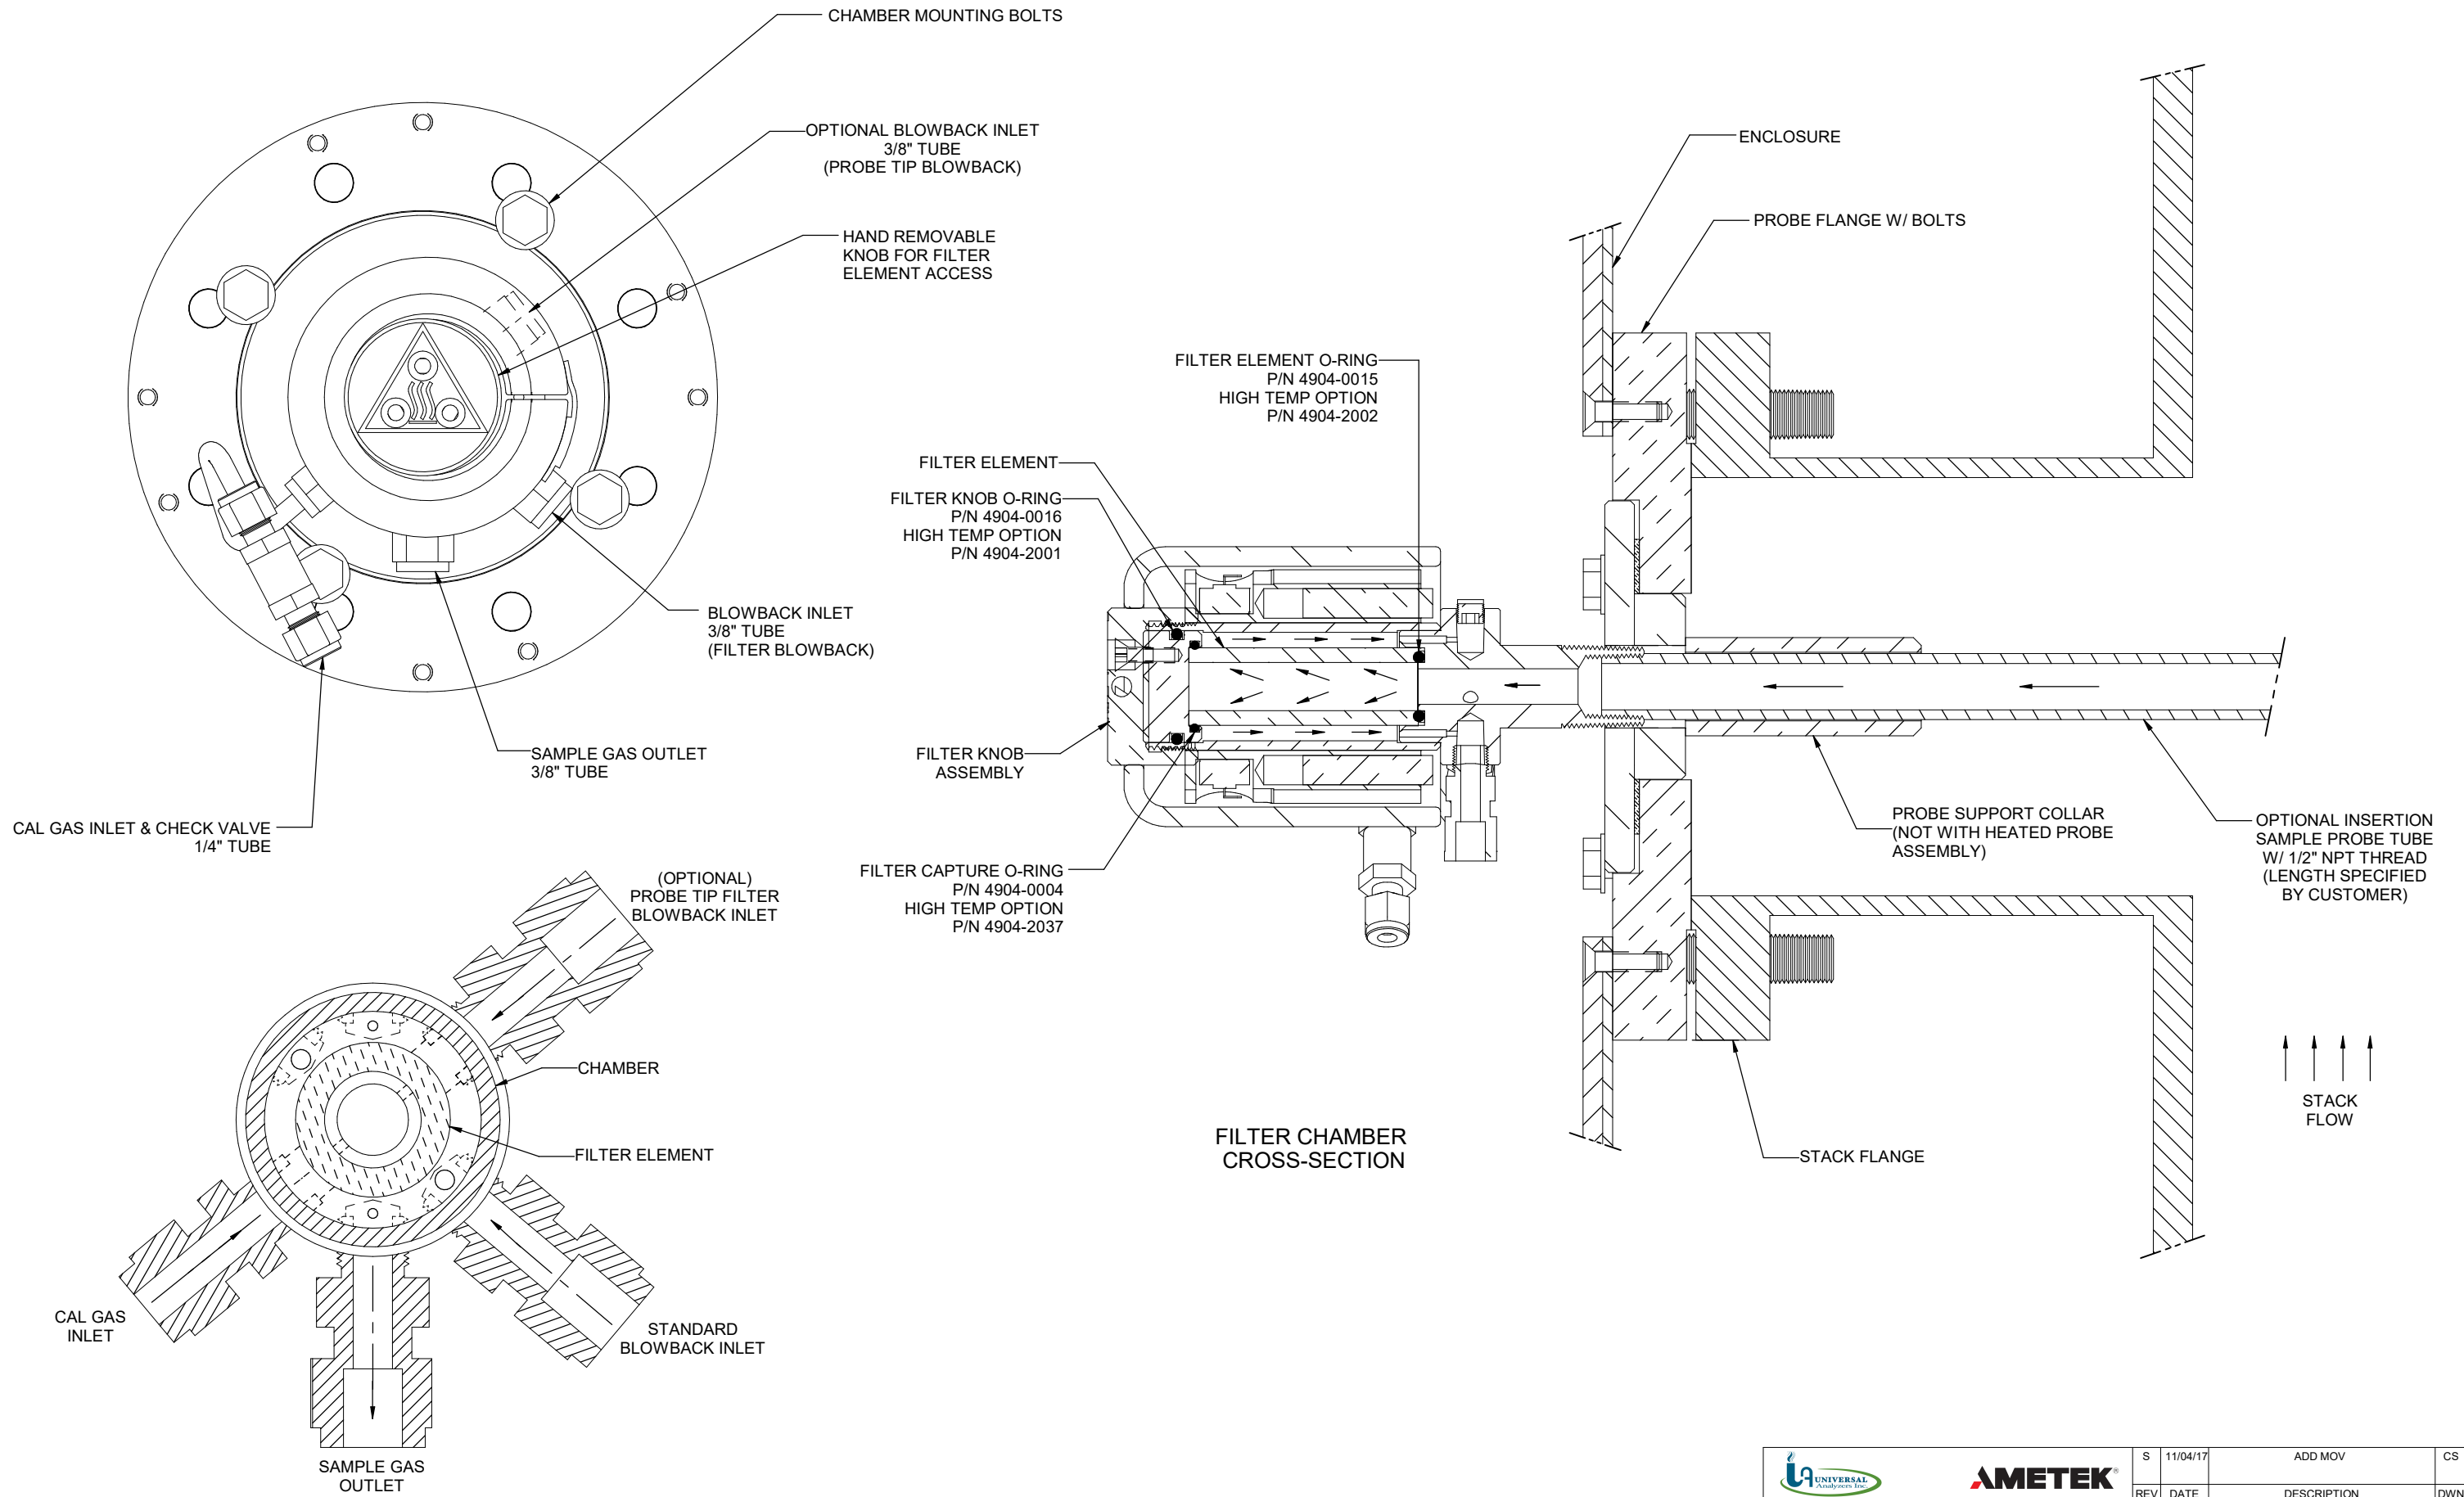 CHAMBER MOUNTING BOLTS
OPTIONAL BLOWBACK INLET
3/8" TUBE
(PROBE TIP BLOWBACK)
HAND REMOVABLE
KNOB FOR FILTER
ELEMENT ACCESS
BLOWBACK INLET
3/8" TUBE
(FILTER BLOWBACK)
SAMPLE GAS OUTLET
3/8" TUBE
CAL GAS INLET & CHECK VALVE
1/4" TUBE
ENCLOSURE
PROBE FLANGE W/ BOLTS
FILTER ELEMENT O-RING
P/N 4904-0015
HIGH TEMP OPTION
P/N 4904-2002
FILTER ELEMENT
FILTER KNOB O-RING
P/N 4904-0016
HIGH TEMP OPTION
P/N 4904-2001
FILTER KNOB
ASSEMBLY
FILTER CAPTURE O-RING
P/N 4904-0004
HIGH TEMP OPTION
P/N 4904-2037
PROBE SUPPORT COLLAR
(NOT WITH HEATED PROBE
ASSEMBLY)
OPTIONAL INSERTION
SAMPLE PROBE TUBE
W/ 1/2" NPT THREAD
(LENGTH SPECIFIED
BY CUSTOMER)
(OPTIONAL)
PROBE TIP FILTER
BLOWBACK INLET
CHAMBER
FILTER ELEMENT
CAL GAS
INLET
STANDARD
BLOWBACK INLET
SAMPLE GAS
OUTLET
FILTER CHAMBER
CROSS-SECTION
STACK FLANGE
STACK
FLOW
UA UNIVERSAL
Analyzers Inc.
AMETEK®
S 11/04/17 ADD MOV CS
REV DATE DESCRIPTION DWN